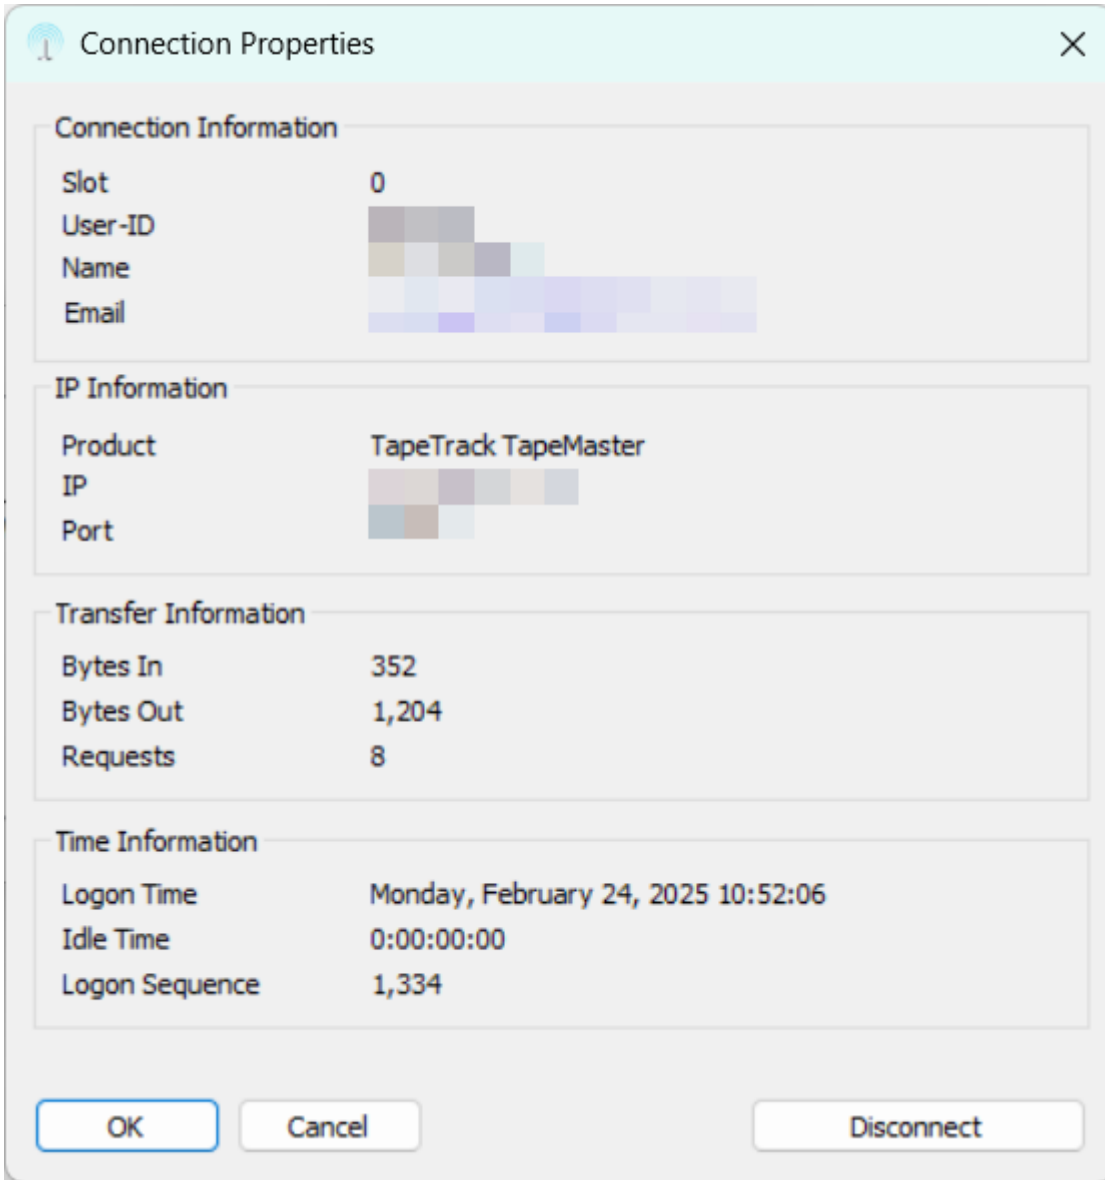 Connection Properties
Connection Information
Slot 0
User-ID
Name
Email
IP Information
Product TapeTrack TapeMaster
IP
Port
Transfer Information
Bytes In 352
Bytes Out 1,204
Requests 8
Time Information
Logon Time Monday, February 24, 2025 10:52:06
Idle Time 0:00:00:00
Logon Sequence 1,334
OK Cancel Disconnect